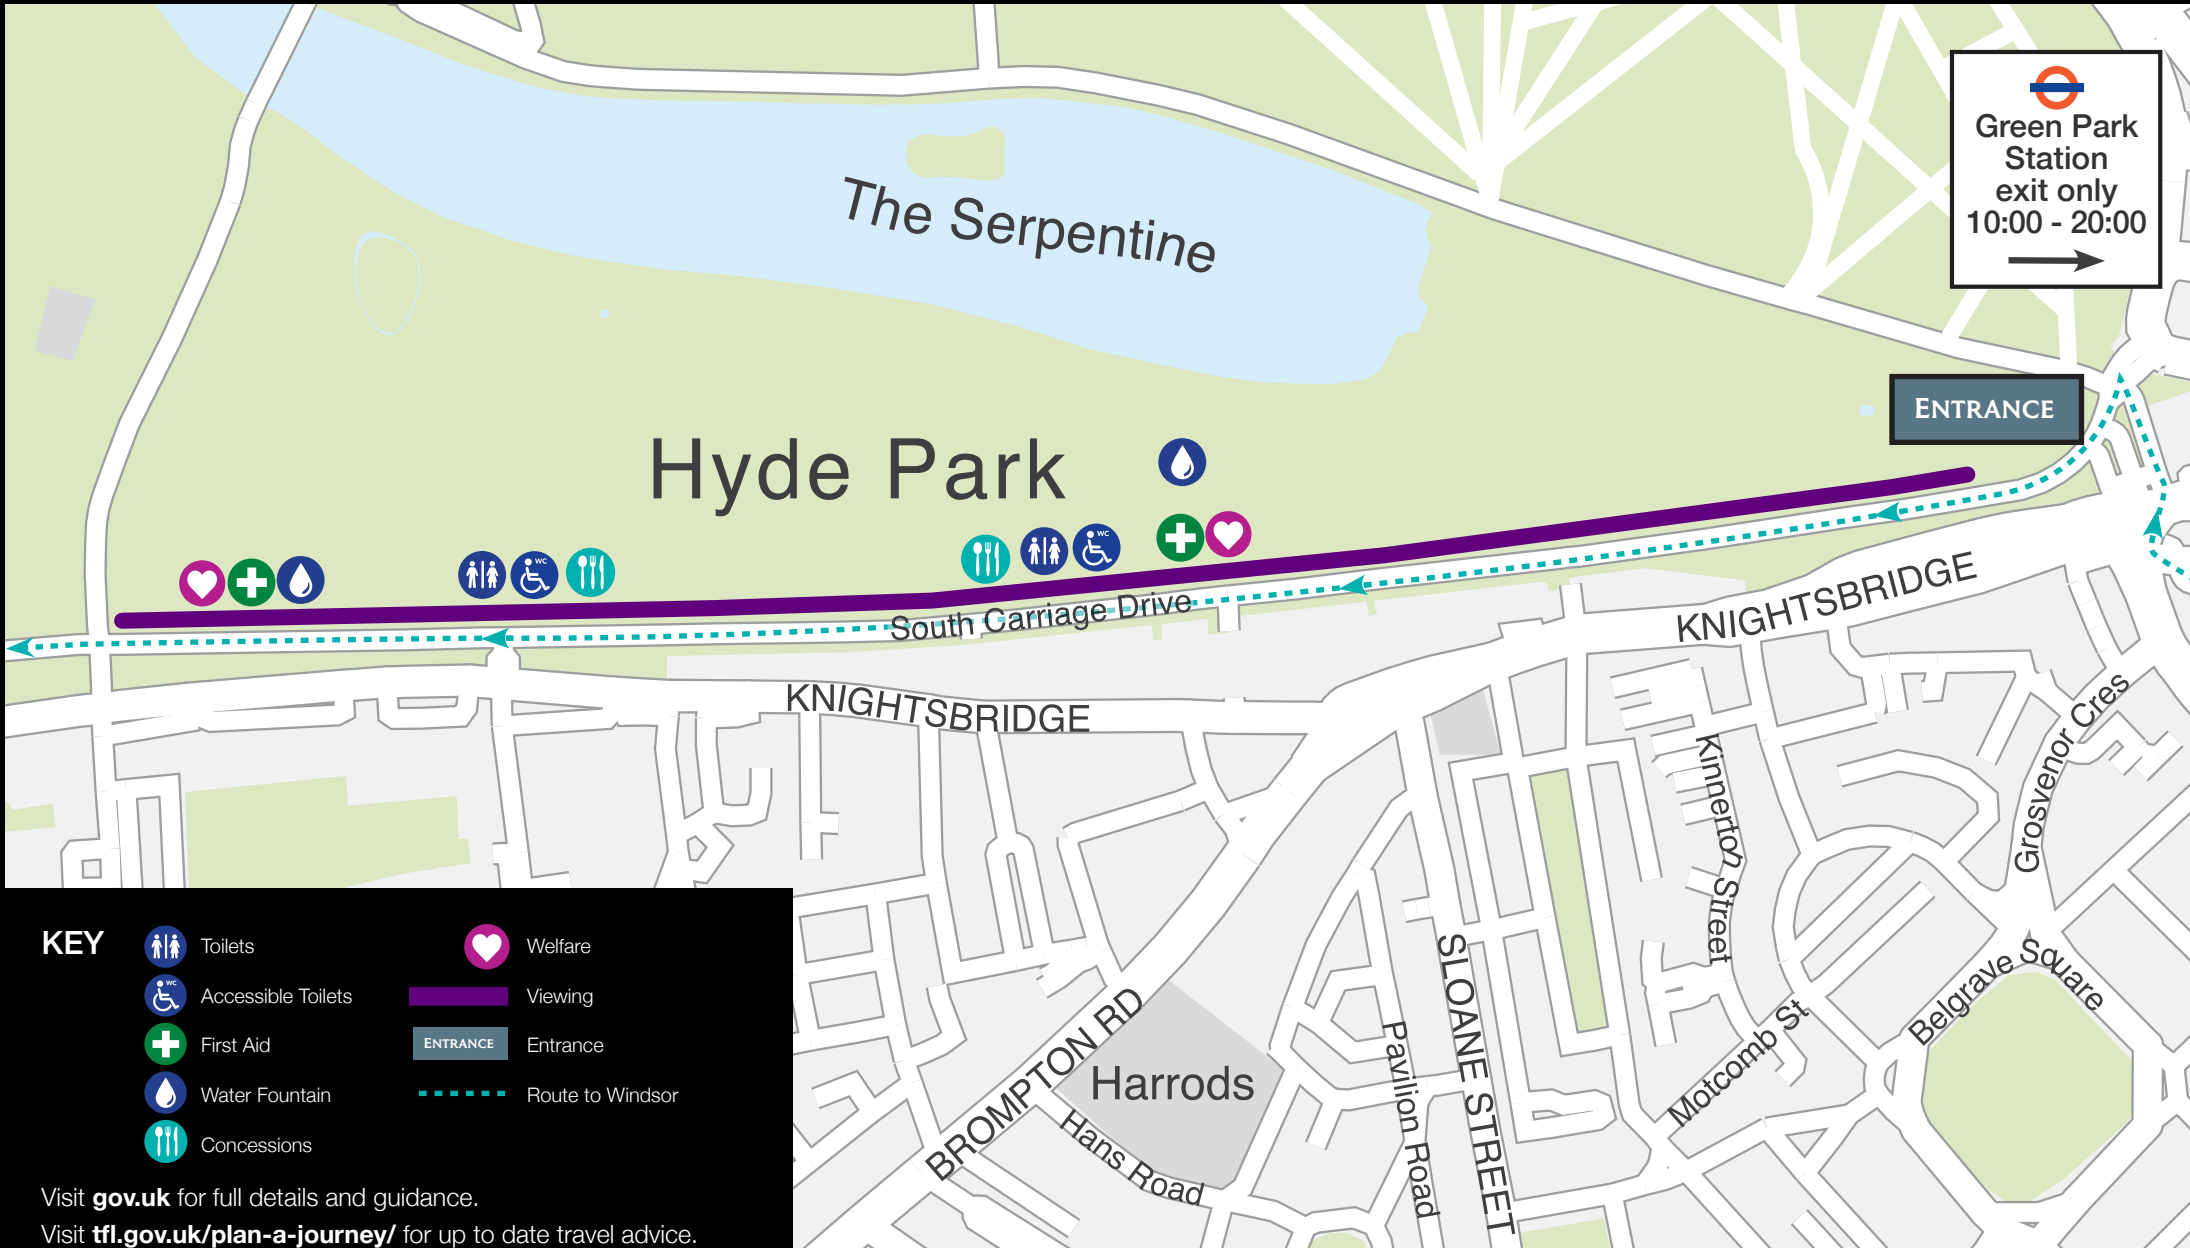 Green Park
Station
exit only
10:00 - 20:00
The Serpentine
ENTRANCE
Hyde Park
WC
WC
South Carriage Drive
KNIGHTSBRIDGE
KNIGHTSBRIDGE
Grosvenor Cres
Kinnerton Street
Belgrave Square
Motcomb St
SLOANE STREET
Pavilion Road
BROMPTON RD
Harrods
Hans Road
KEY
Toilets
Welfare
WC
Accessible Toilets
Viewing
First Aid
ENTRANCE
Entrance
Water Fountain
Route to Windsor
Concessions
Visit gov.uk for full details and guidance.
Visit tfl.gov.uk/plan-a-journey/ for up to date travel advice.